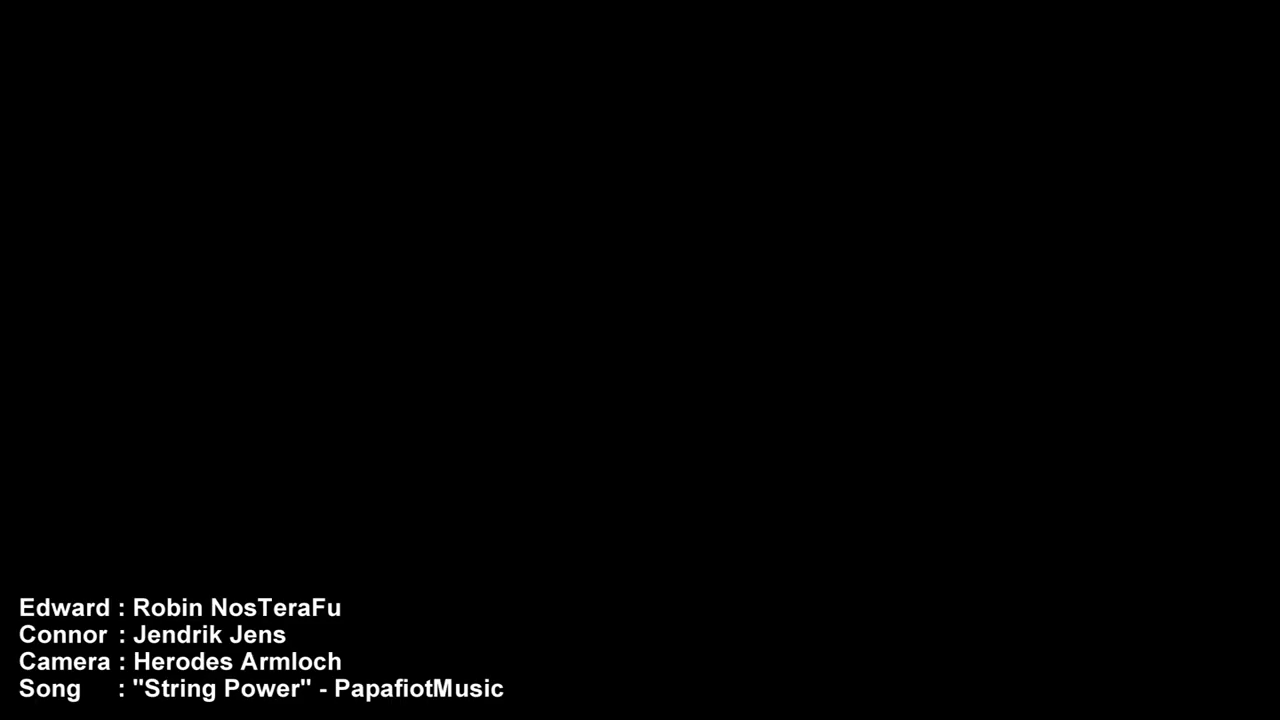 Edward : Robin NosTeraFu
Connor : Jendrik Jens
Camera : Herodes Armloch
Song : "String Power" - PapafiotMusic